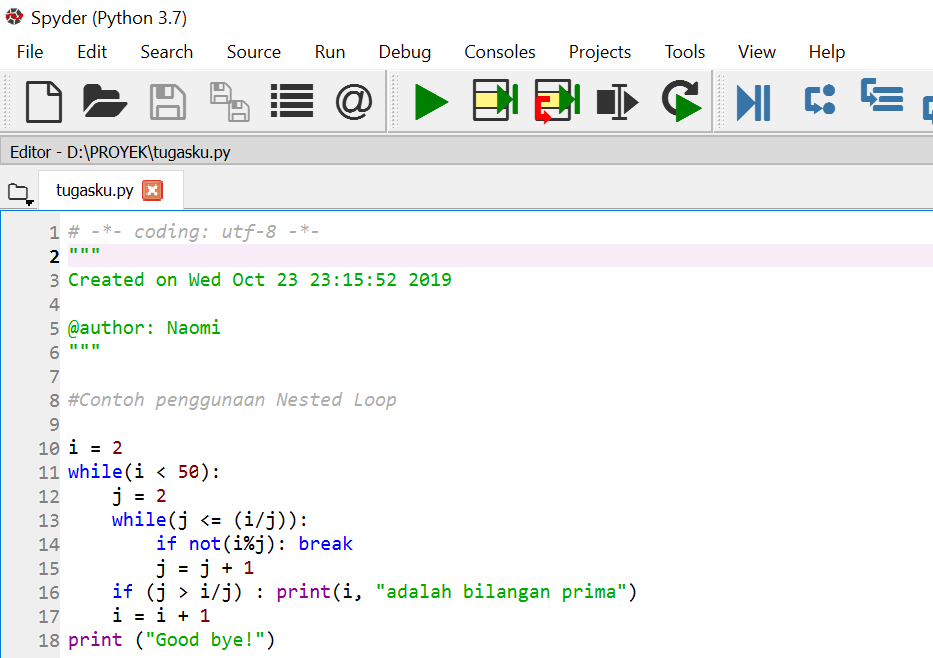 Spyder (Python 3.7)
File Edit Search Source Run Debug Consoles Projects Tools View Help
@
Editor - D:\PROYEK\tugasku.py
tugasku.py
1 # -*- coding: utf-8 -*-
2 """
3 Created on Wed Oct 23 23:15:52 2019
4
5 @author: Naomi
6 """
7
8 #Contoh penggunaan Nested Loop
9
10 i = 2
11 while(i < 50):
12     j = 2
13     while(j <= (i/j)):
14         if not(i%j): break
15         j = j + 1
16     if (j > i/j) : print(i, "adalah bilangan prima")
17     i = i + 1
18 print ("Good bye!")